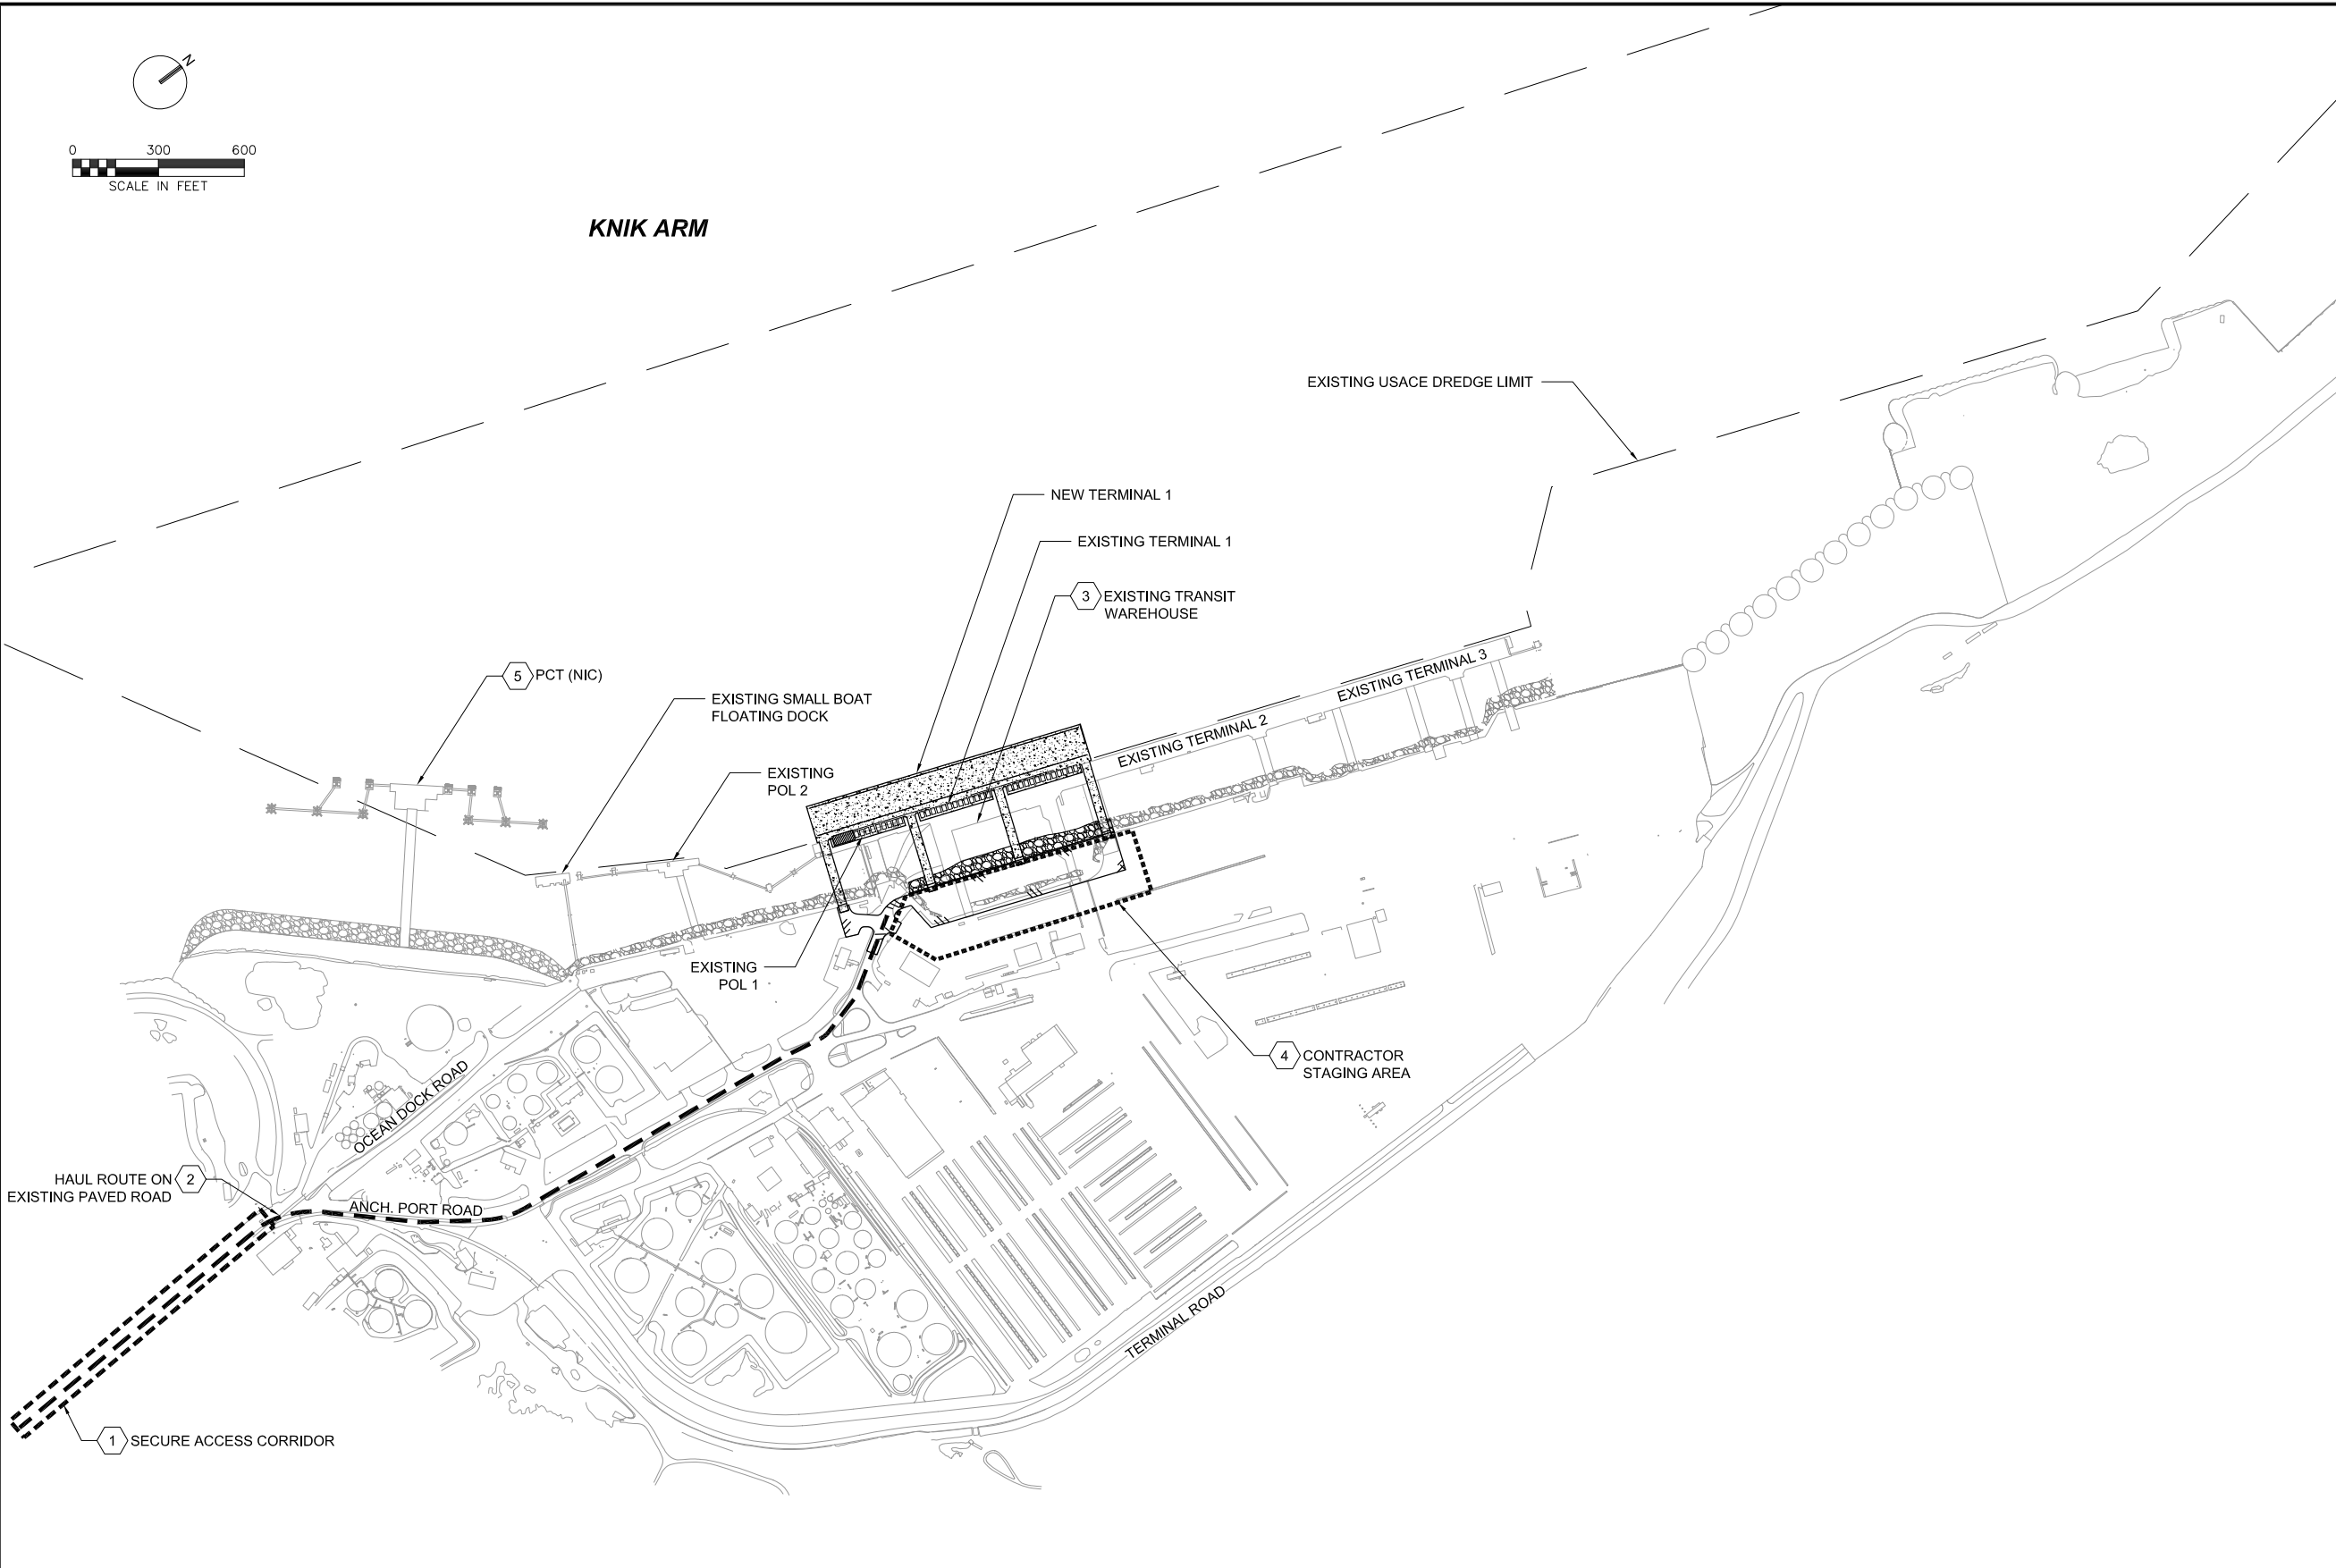 N
0 300 600
SCALE IN FEET
KNIK ARM
EXISTING USACE DREDGE LIMIT
NEW TERMINAL 1
EXISTING TERMINAL 1
3 EXISTING TRANSIT
WAREHOUSE
5 PCT (NIC)
EXISTING SMALL BOAT
FLOATING DOCK
EXISTING
POL 2
EXISTING TERMINAL 2
EXISTING TERMINAL 3
EXISTING
POL 1
4 CONTRACTOR
STAGING AREA
OCEAN DOCK ROAD
HAUL ROUTE ON 2
EXISTING PAVED ROAD
ANCH. PORT ROAD
TERMINAL ROAD
1 SECURE ACCESS CORRIDOR